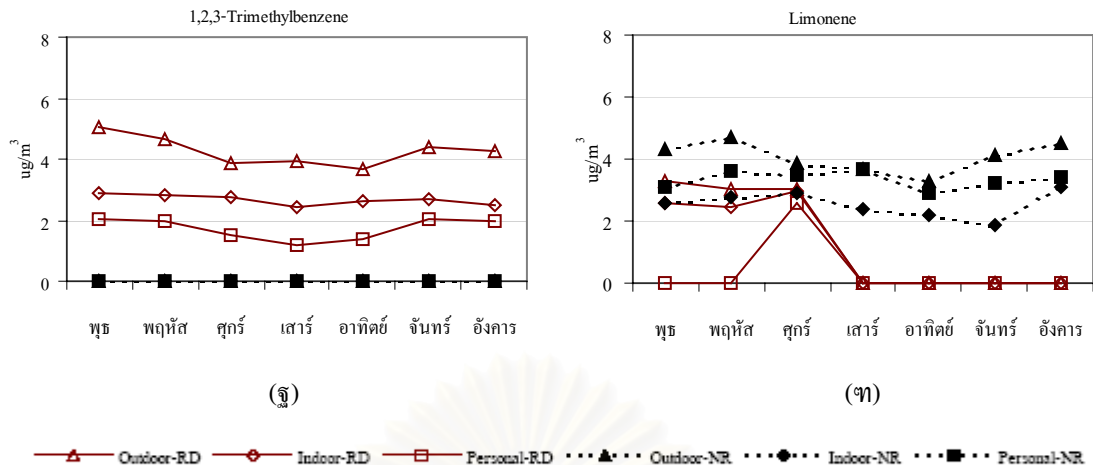 1,2,3-Trimethylbenzene
8
6
4
2
0
ug/m³
พุธ พฤหัส ศุกร์ เสาร์ อาทิตย์ จันทร์ อังคาร
(ฐ)
Limonene
8
6
4
2
0
ug/m³
พุธ พฤหัส ศุกร์ เสาร์ อาทิตย์ จันทร์ อังคาร
(ฑ)
Outdoor-RD Indoor-RD Personal-RD Outdoor-NR Indoor-NR Personal-NR